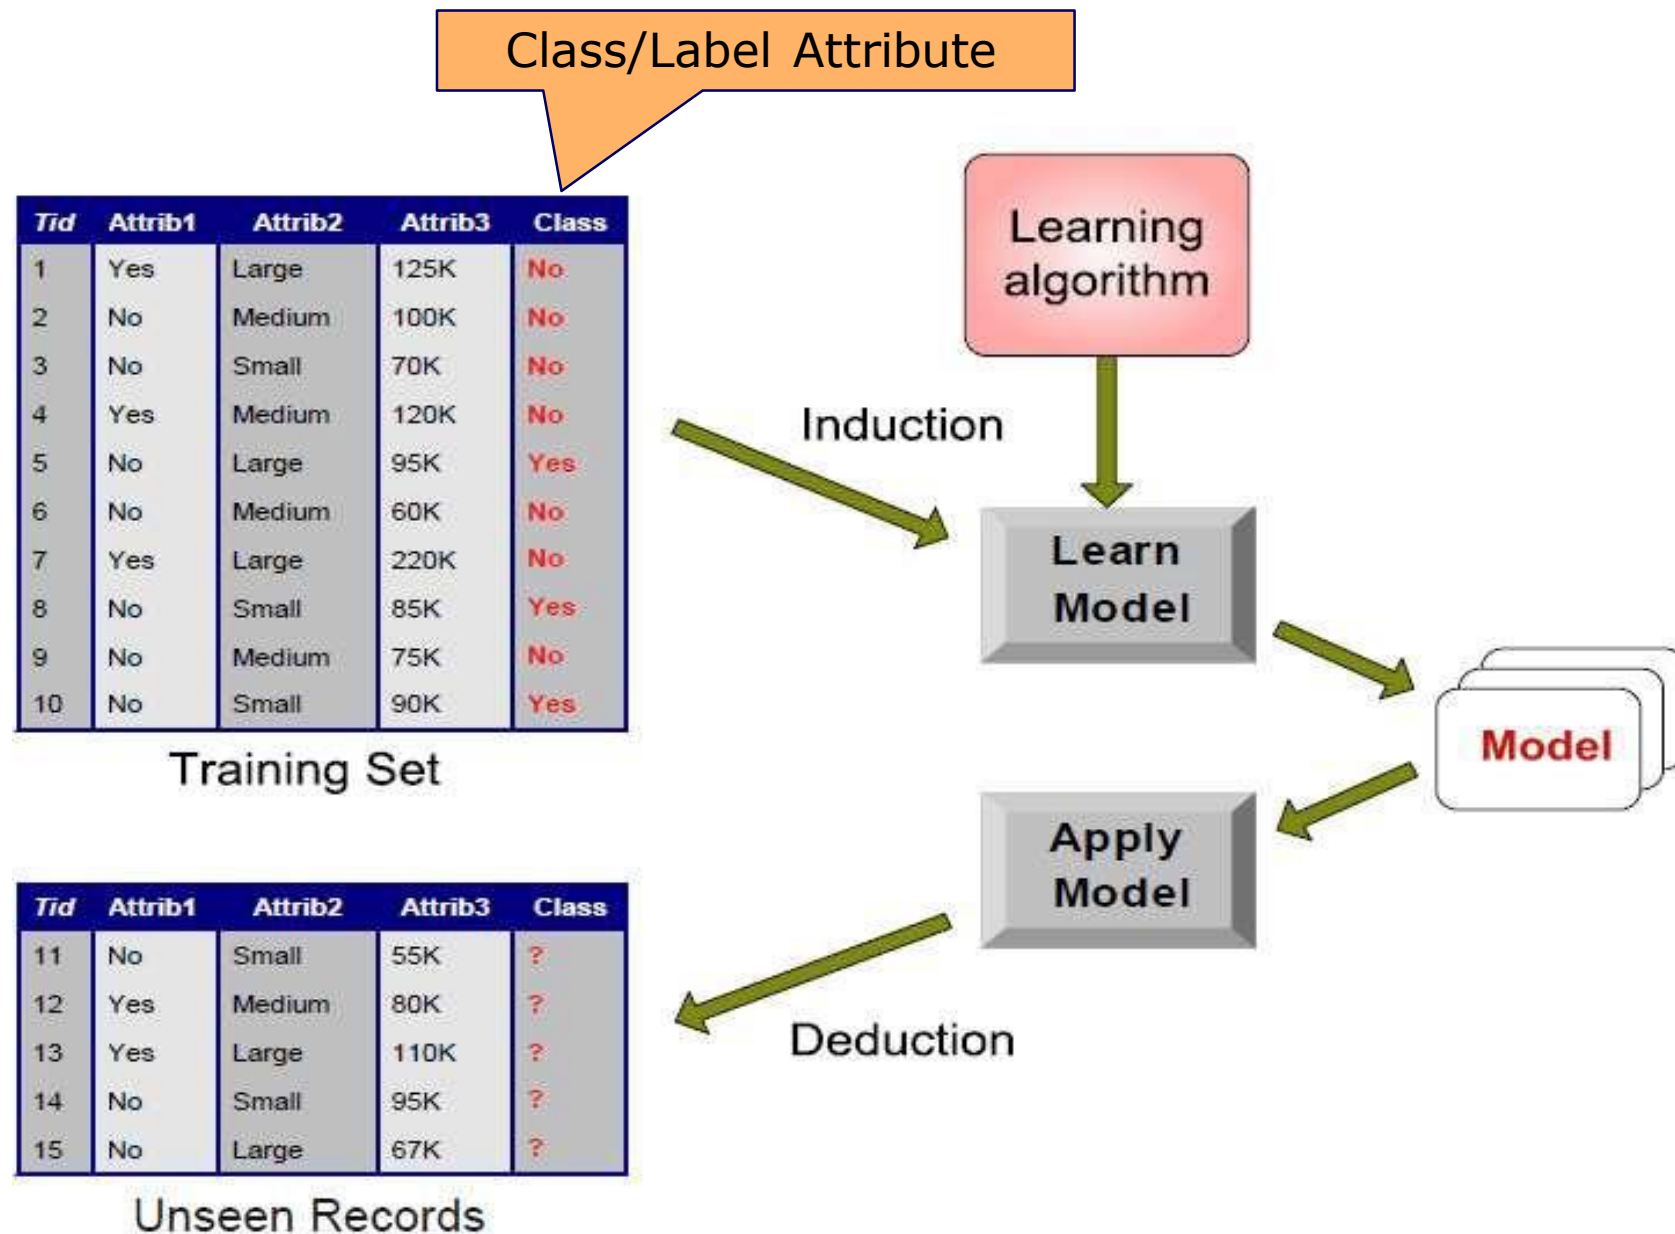 Class/Label Attribute
Tid Attrib1 Attrib2 Attrib3 Class
1 Yes Large 125K No
2 No Medium 100K No
3 No Small 70K No
4 Yes Medium 120K No
5 No Large 95K Yes
6 No Medium 60K No
7 Yes Large 220K No
8 No Small 85K Yes
9 No Medium 75K No
10 No Small 90K Yes
Training Set
Learning
algorithm
Induction
Learn
Model
Model
Apply
Model
Deduction
Tid Attrib1 Attrib2 Attrib3 Class
11 No Small 55K ?
12 Yes Medium 80K ?
13 Yes Large 110K ?
14 No Small 95K ?
15 No Large 67K ?
Unseen Records